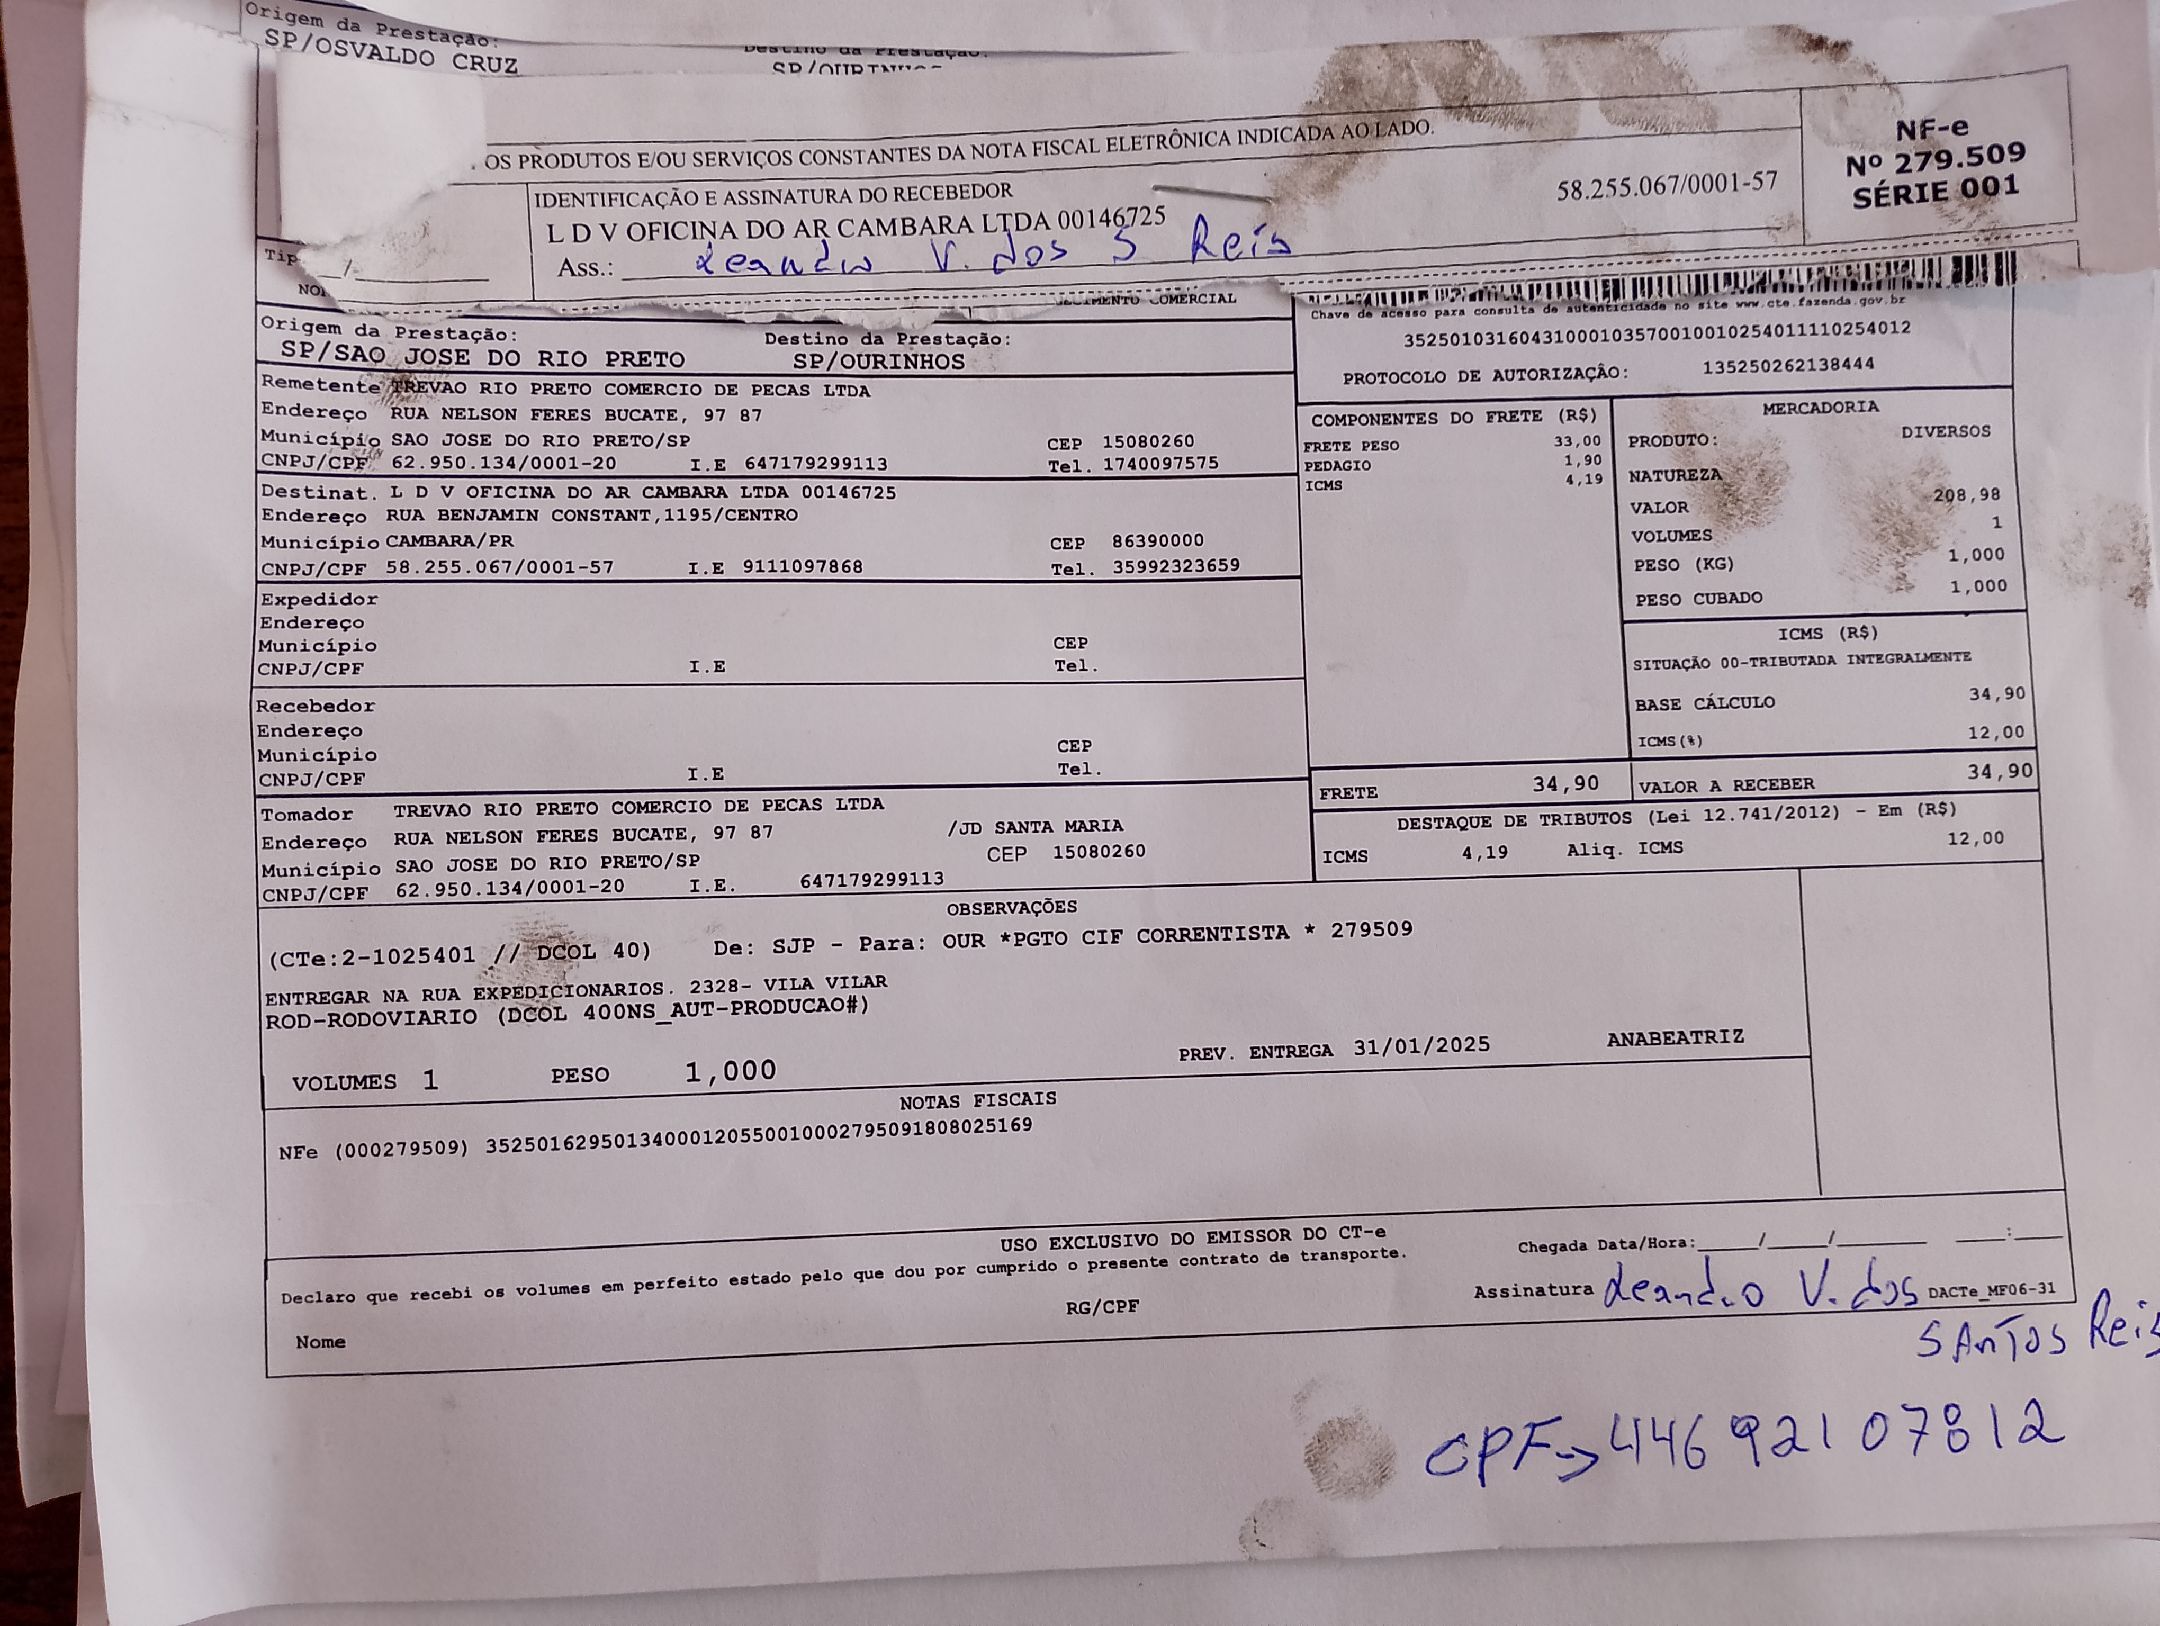 Origem da Prestação:
SP/OSVALDO CRUZ
Destino da Prestação:
OS PRODUTOS E/OU SERVIÇOS CONSTANTES DA NOTA FISCAL ELETRÔNICA INDICADA AO LADO.
IDENTIFICAÇÃO E ASSINATURA DO RECEBEDOR
L D V OFICINA DO AR CAMBARA LTDA 00146725
58.255.067/0001-57
Ass.: Leandro V. dos S Reis
NF-e
Nº 279.509
SÉRIE 001
COMERCIAL
Origem da Prestação:
SP/SAO JOSE DO RIO PRETO
Destino da Prestação:
SP/OURINHOS
Chave de acesso para consulta de autenticidade no site www.cte.fazenda.gov.br
35250103160431000103570010010254011110254012
PROTOCOLO DE AUTORIZAÇÃO: 135250262138444
Remetente TREVAO RIO PRETO COMERCIO DE PECAS LTDA
Endereço RUA NELSON FERES BUCATE, 97 87
Município SAO JOSE DO RIO PRETO/SP CEP 15080260
CNPJ/CPF 62.950.134/0001-20 I.E 647179299113 Tel. 1740097575
Destinat. L D V OFICINA DO AR CAMBARA LTDA 00146725
Endereço RUA BENJAMIN CONSTANT,1195/CENTRO
Município CAMBARA/PR CEP 86390000
CNPJ/CPF 58.255.067/0001-57 I.E 9111097868 Tel. 35992323659
Expedidor
Endereço
Município CEP
CNPJ/CPF I.E Tel.
Recebedor
Endereço
Município CEP
CNPJ/CPF I.E Tel.
Tomador TREVAO RIO PRETO COMERCIO DE PECAS LTDA
Endereço RUA NELSON FERES BUCATE, 97 87 /JD SANTA MARIA
Município SAO JOSE DO RIO PRETO/SP CEP 15080260
CNPJ/CPF 62.950.134/0001-20 I.E. 647179299113
COMPONENTES DO FRETE (R$)
FRETE PESO 33,00
PEDAGIO 1,90
ICMS 4,19
MERCADORIA
PRODUTO: DIVERSOS
NATUREZA
VALOR 208,98
VOLUMES 1
PESO (KG) 1,000
PESO CUBADO 1,000
ICMS (R$)
SITUAÇÃO 00-TRIBUTADA INTEGRALMENTE
BASE CÁLCULO 34,90
ICMS(%) 12,00
FRETE 34,90
VALOR A RECEBER 34,90
DESTAQUE DE TRIBUTOS (Lei 12.741/2012) - Em (R$)
ICMS 4,19 Aliq. ICMS 12,00
OBSERVAÇÕES
(CTe:2-1025401 // DCOL 40) De: SJP - Para: OUR *PGTO CIF CORRENTISTA * 279509
ENTREGAR NA RUA EXPEDICIONARIOS. 2328- VILA VILAR
ROD-RODOVIARIO (DCOL 400NS_AUT-PRODUCAO#)
VOLUMES 1 PESO 1,000 PREV. ENTREGA 31/01/2025 ANABEATRIZ
NOTAS FISCAIS
NFe (000279509) 35250162950134000120550010002795091808025169
USO EXCLUSIVO DO EMISSOR DO CT-e
Declaro que recebi os volumes em perfeito estado pelo que dou por cumprido o presente contrato de transporte.
Chegada Data/Hora:____/____/______ ___:___
Nome
RG/CPF
Assinatura Leandro V. dos
DACTe_MF06-31
SANTOS Reis
CPF→ 44692107812